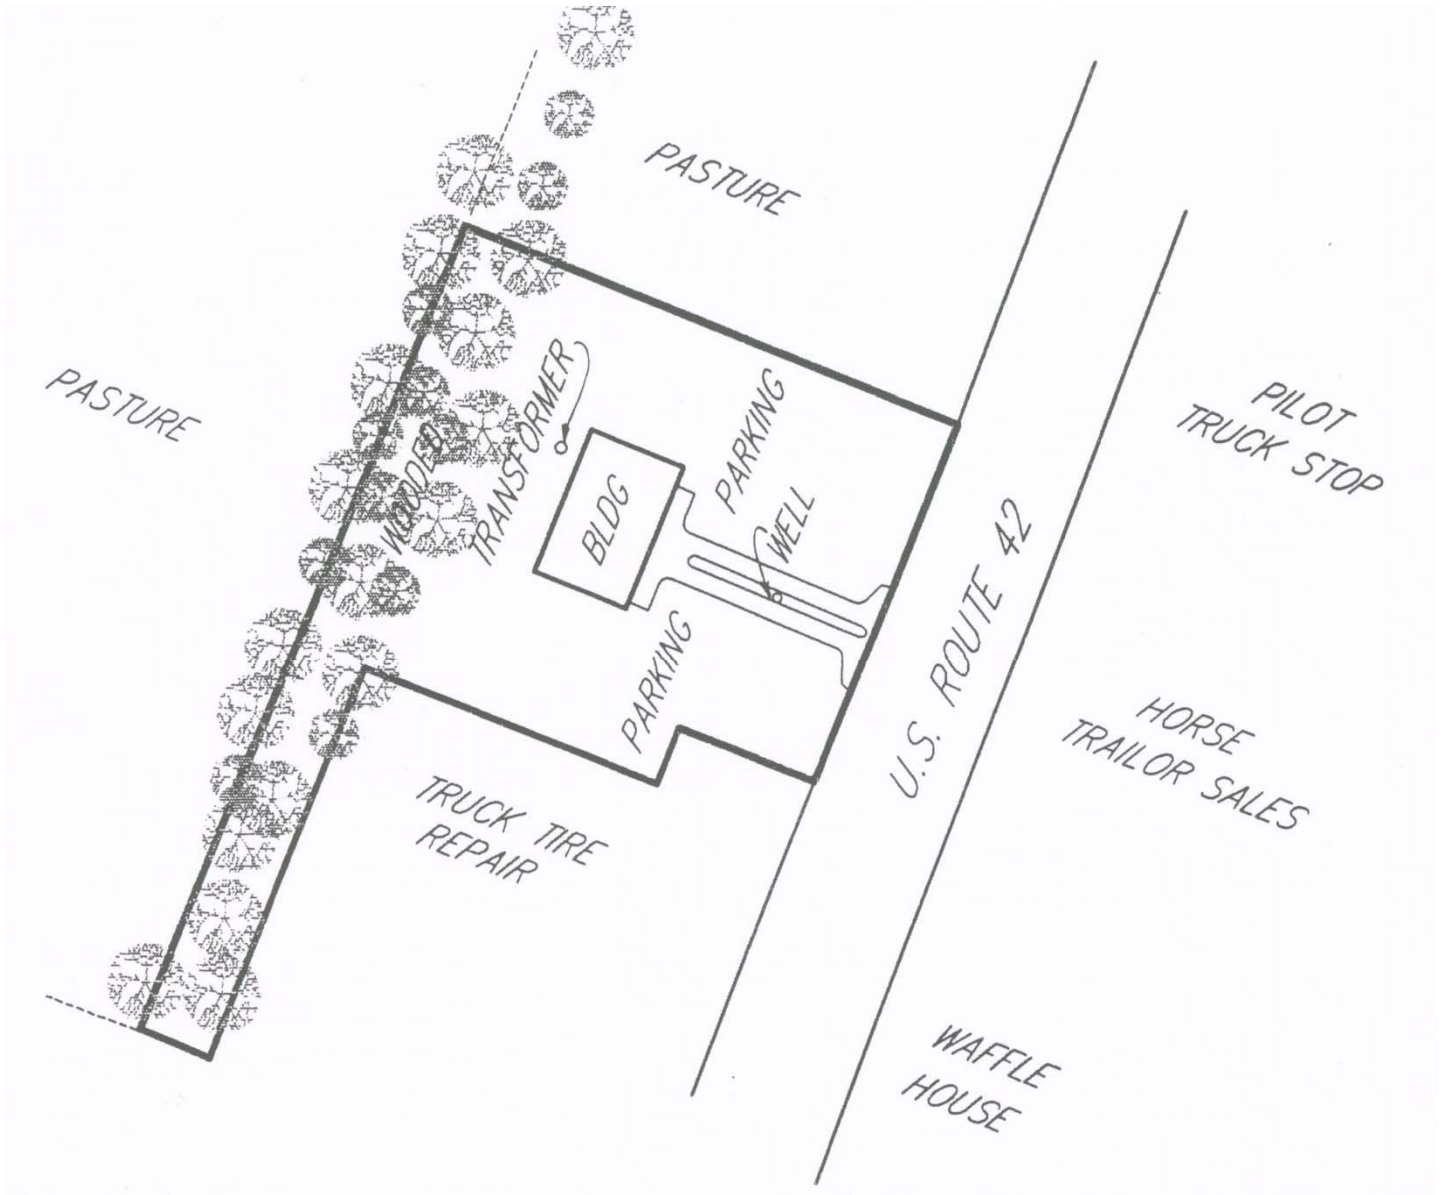 PASTURE
PASTURE
WOODED
TRANSFORMER
BLDG
PARKING
WELL
PARKING
PILOT
TRUCK STOP
U.S. ROUTE 42
HORSE
TRAILOR SALES
TRUCK TIRE
REPAIR
WAFFLE
HOUSE